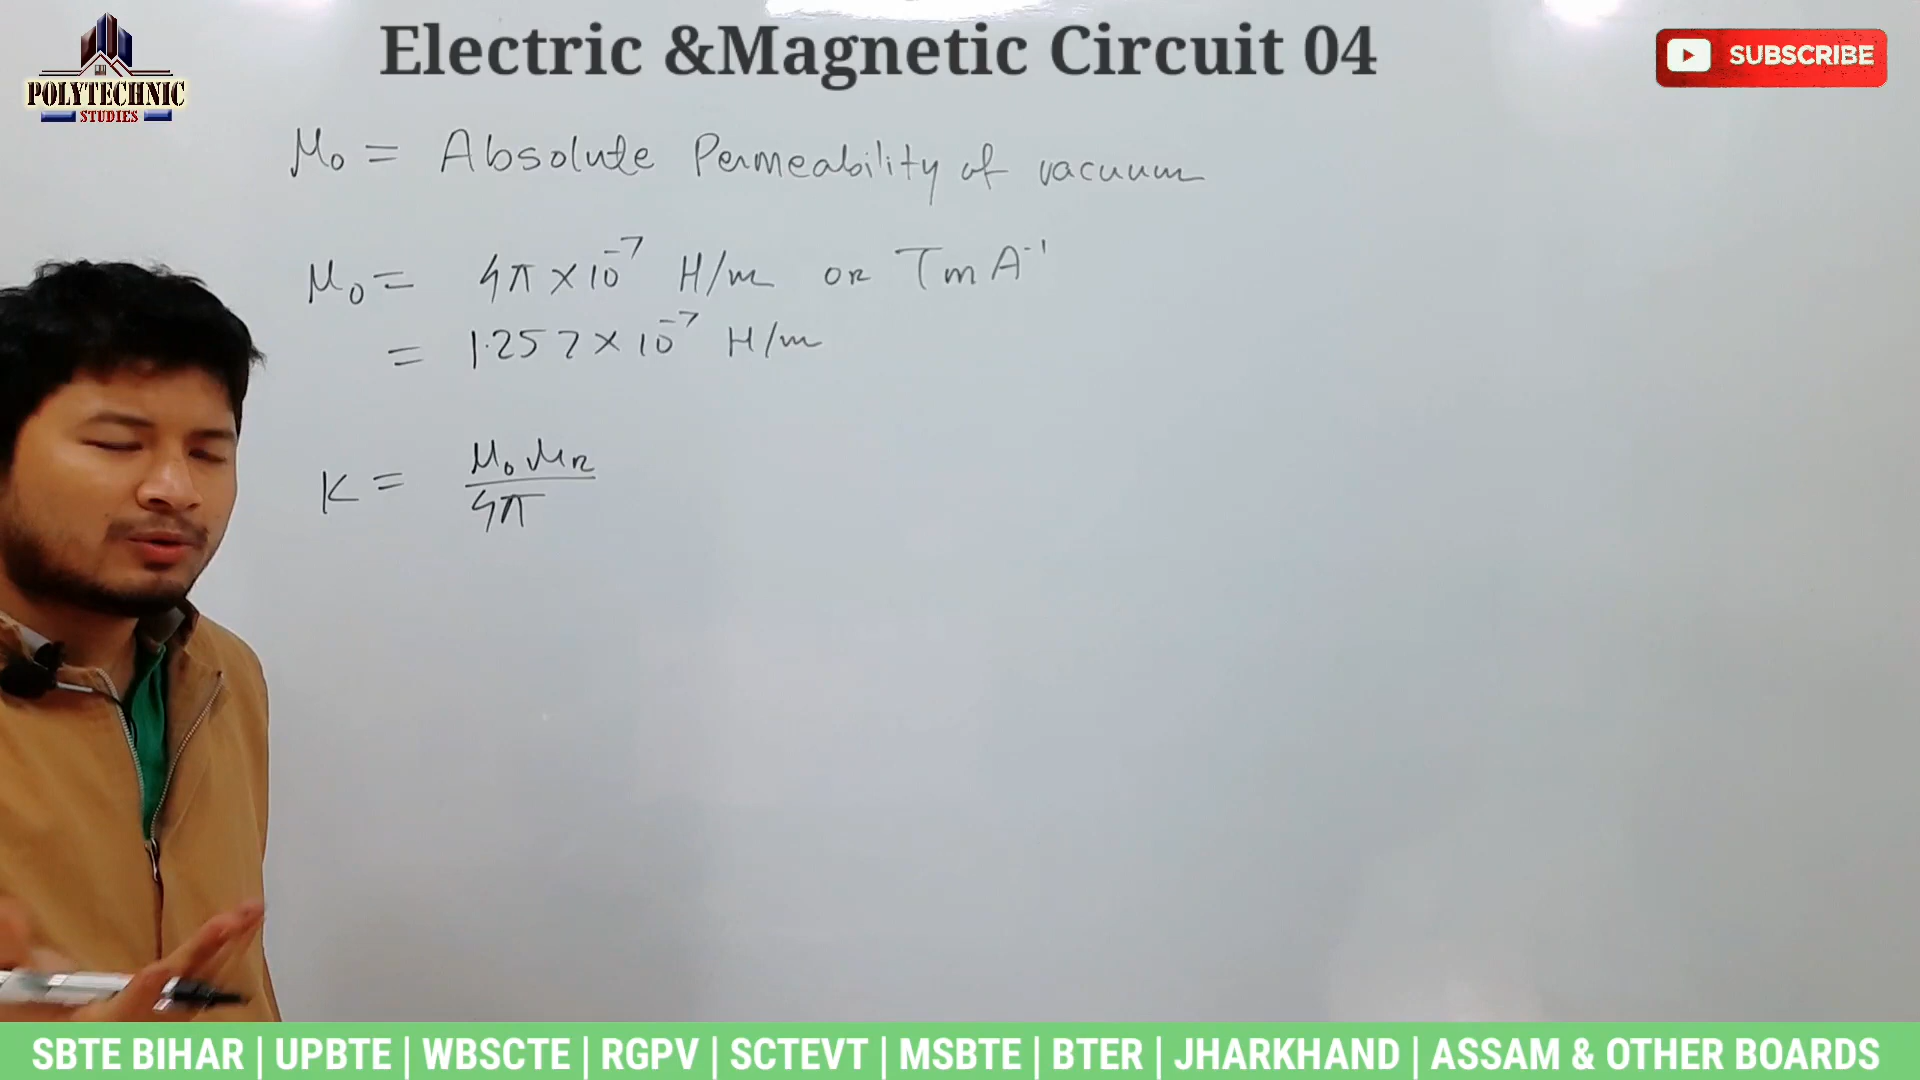 Electric &Magnetic Circuit 04
POLYTECHNIC
STUDIES
SUBSCRIBE
μ₀ = Absolute Permeability of vacuum
μ₀ = 4π × 10⁻⁷ H/m or T m A⁻¹
= 1.257 × 10⁻⁷ H/m
K = μ₀ μr / 4π
SBTE BIHAR | UPBTE | WBSCTE | RGPV | SCTEVT | MSBTE | BTER | JHARKHAND | ASSAM & OTHER BOARDS